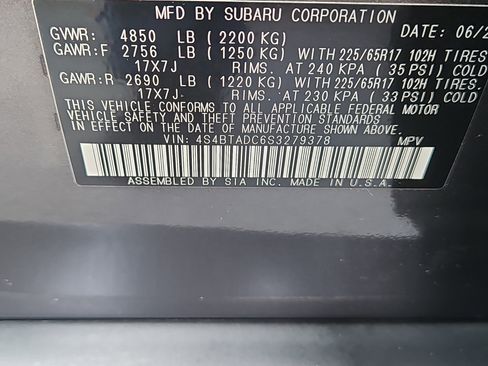 MFD BY SUBARU CORPORATION DATE: 06/2
GVWR: 4850 LB (2200 KG)
GAWR:F 2756 LB (1250 KG) WITH 225/65R17 102H TIRES
17X7J RIMS. AT 240 KPA (35 PSI) COLD
GAWR:R 2690 LB (1220 KG) WITH 225/65R17 102H TIRES.
17X7J- RIMS. AT 230 KPA (33 PSI) COLD
THIS VEHICLE CONFORMS TO ALL APPLICABLE FEDERAL MOTOR
VEHICLE SAFETY AND THEFT PREVENTION STANDARDS IN EFFECT ON
THE DATE OF MANUFACTURE SHOWN ABOVE.
VIN: 4S4BTADC6S3279378 MPV
ASSEMBLED BY SIA INC. MADE IN U.S.A.